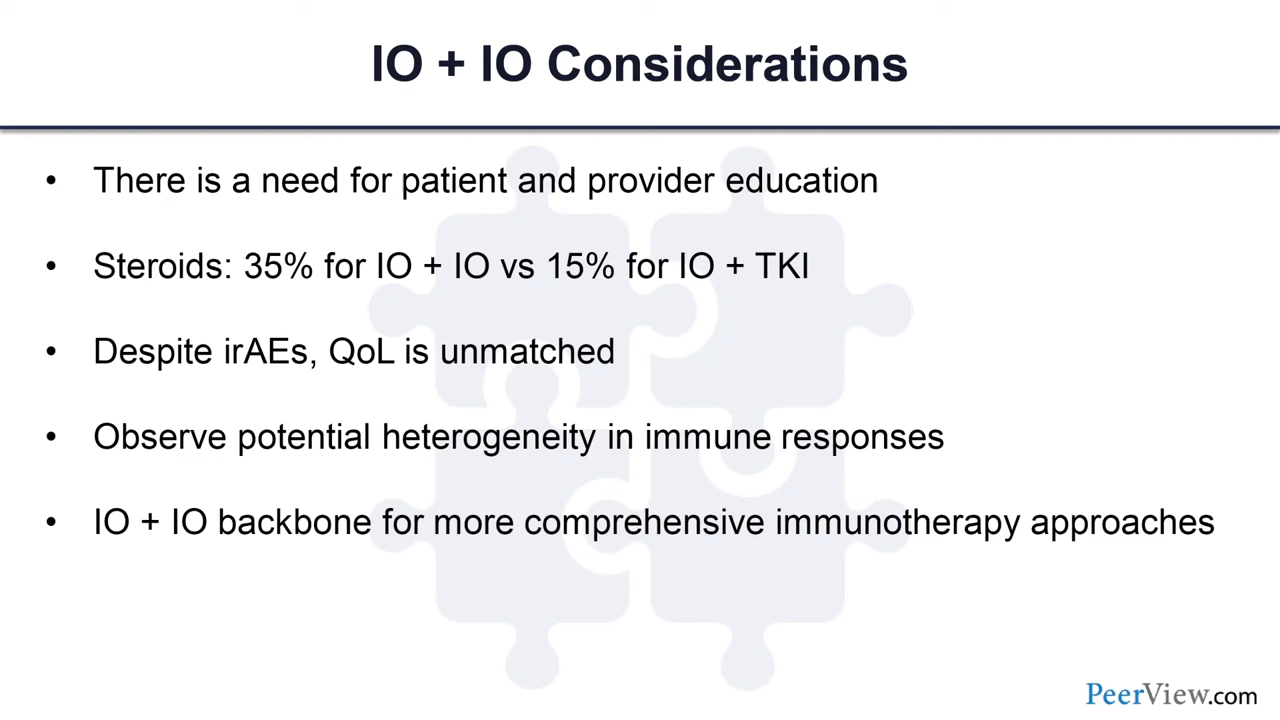 IO + IO Considerations
• There is a need for patient and provider education
• Steroids: 35% for IO + IO vs 15% for IO + TKI
• Despite irAEs, QoL is unmatched
• Observe potential heterogeneity in immune responses
• IO + IO backbone for more comprehensive immunotherapy approaches
PeerView.com